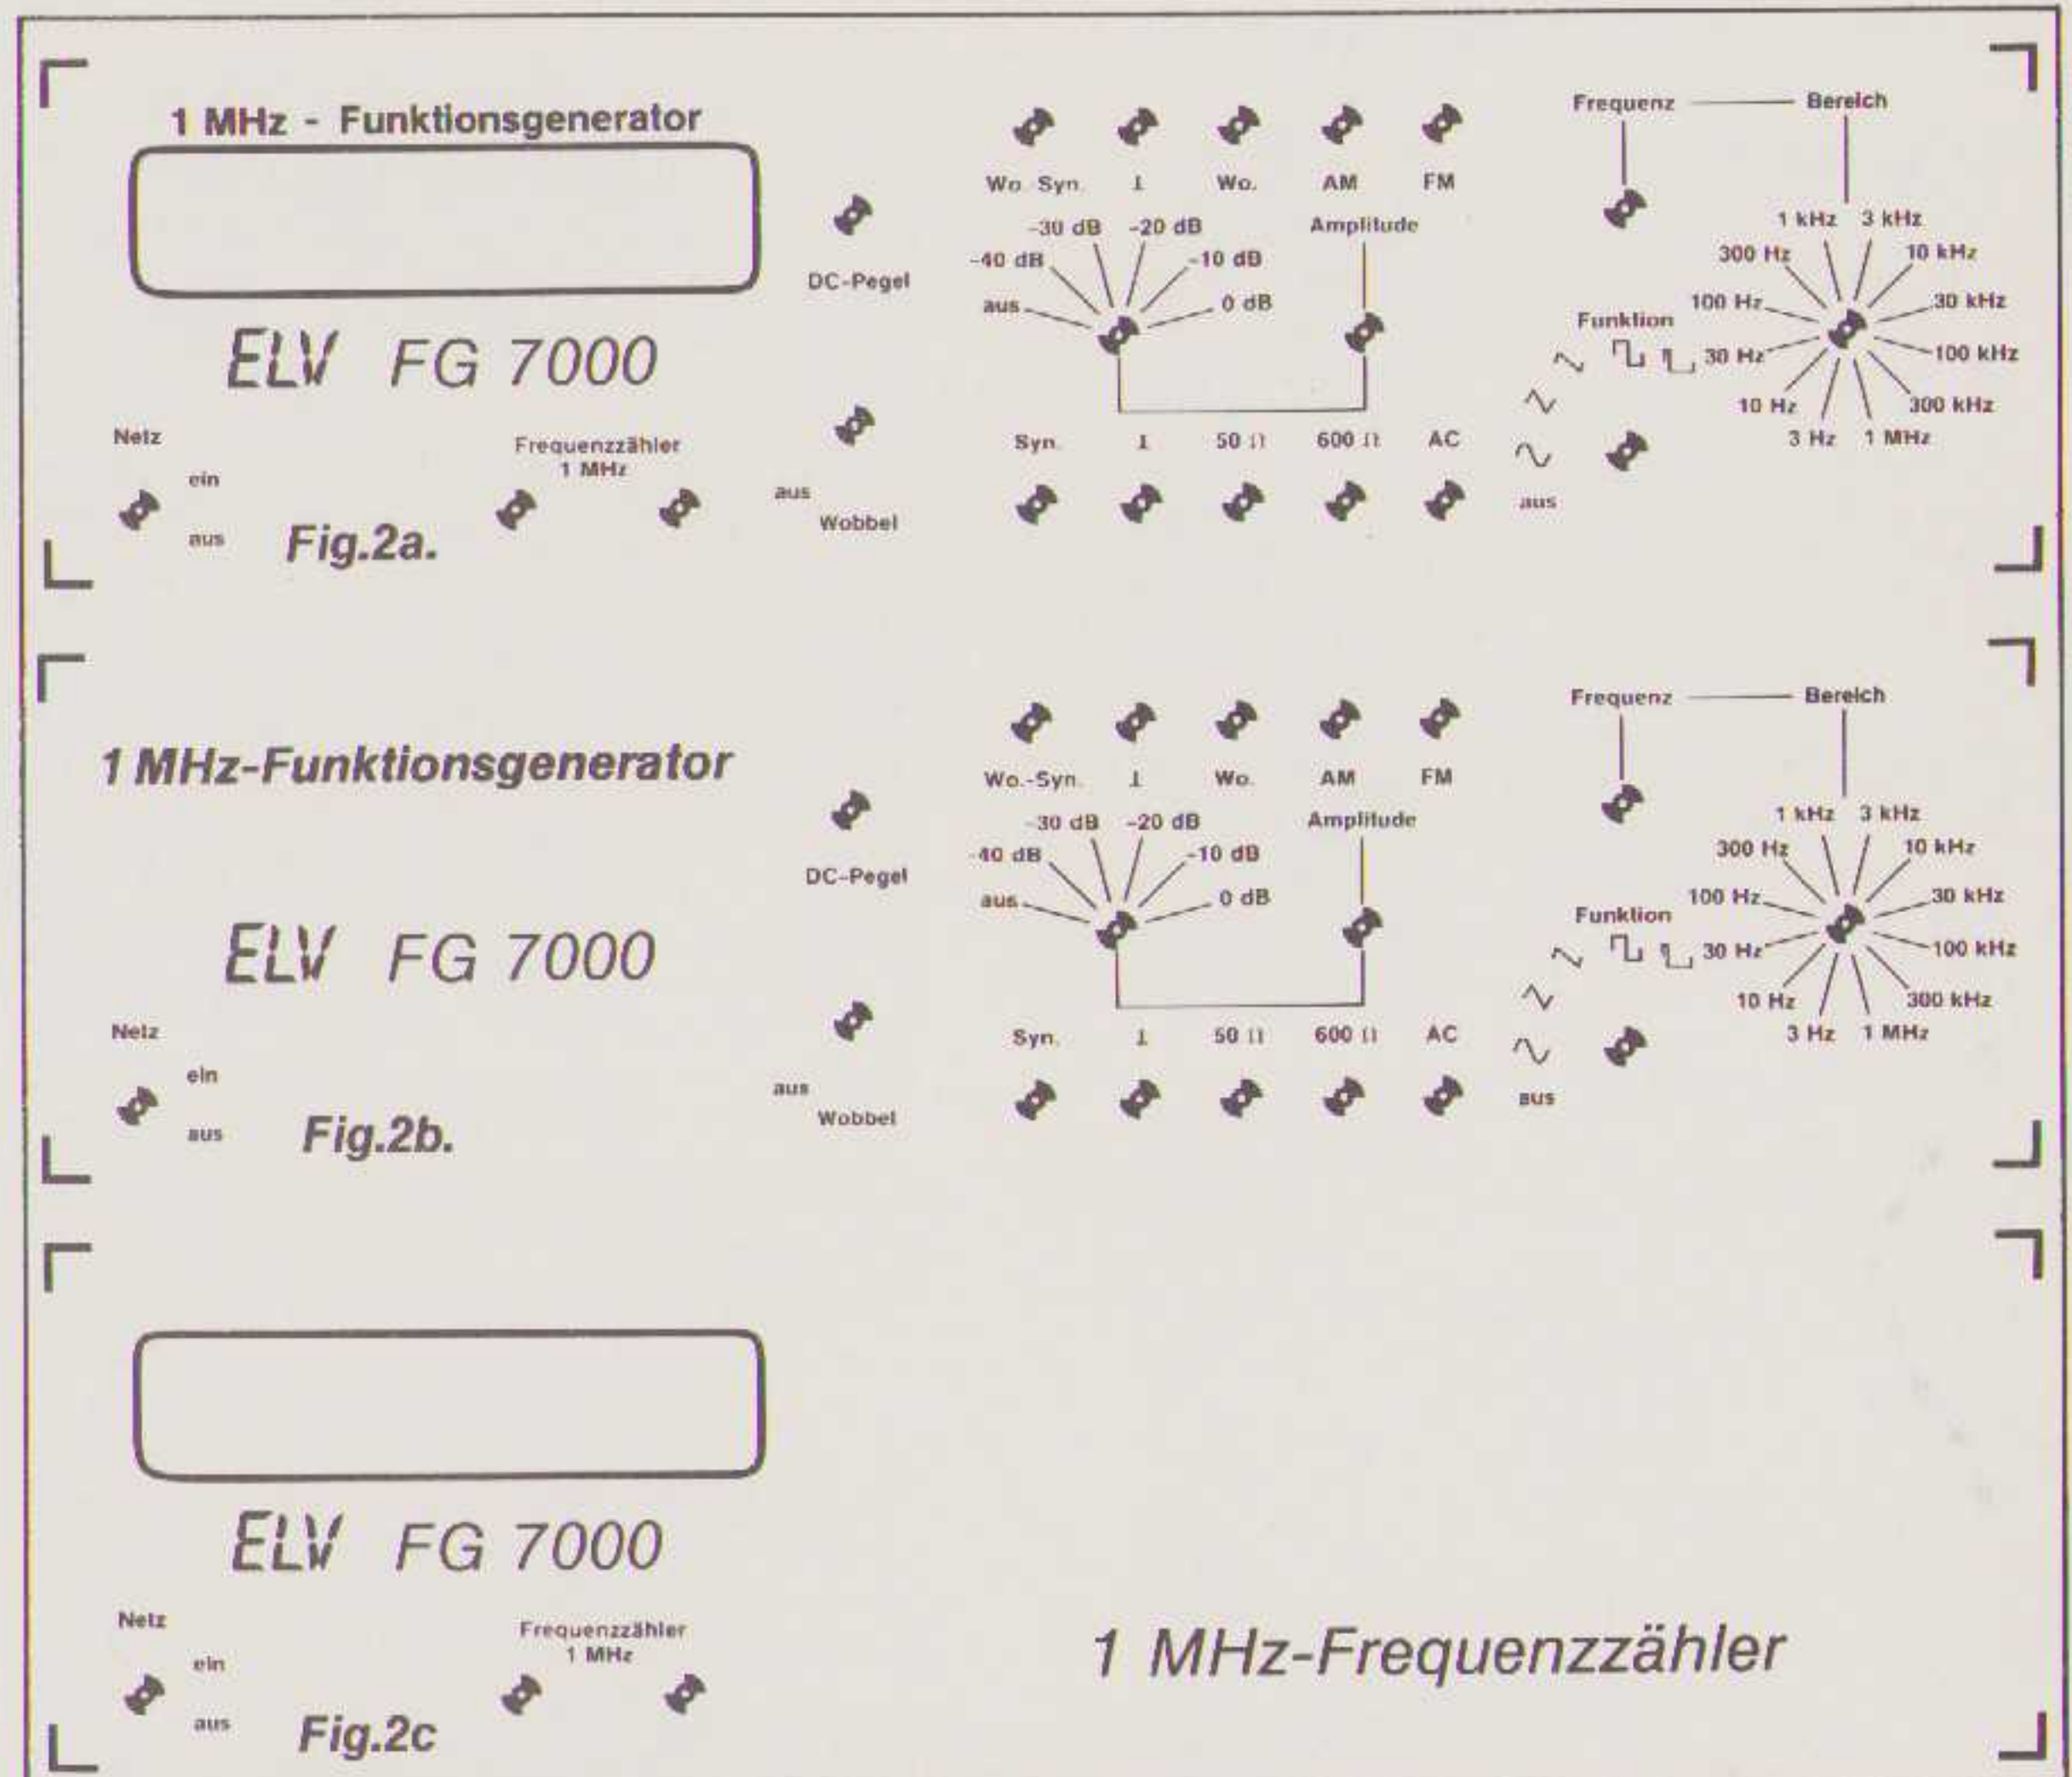 1 MHz - Funktionsgenerator
ELV FG 7000
Netz
ein
aus
Fig.2a.
Frequenzzähler
1 MHz
DC-Pegel
aus
Wobbel
Wo.-Syn. ⊥ Wo. AM FM
-30 dB -20 dB
-40 dB -10 dB
aus 0 dB
Amplitude
Syn. ⊥ 50 Ω 600 Ω AC
Frequenz Bereich
Funktion
aus
1 kHz 3 kHz
300 Hz 10 kHz
100 Hz 30 kHz
30 Hz 100 kHz
10 Hz 300 kHz
3 Hz 1 MHz
1 MHz-Funktionsgenerator
ELV FG 7000
Netz
ein
aus
Fig.2b.
DC-Pegel
aus
Wobbel
Wo.-Syn. ⊥ Wo. AM FM
-30 dB -20 dB
-40 dB -10 dB
aus 0 dB
Amplitude
Syn. ⊥ 50 Ω 600 Ω AC
Frequenz Bereich
Funktion
aus
1 kHz 3 kHz
300 Hz 10 kHz
100 Hz 30 kHz
30 Hz 100 kHz
10 Hz 300 kHz
3 Hz 1 MHz
ELV FG 7000
Netz
ein
aus
Fig.2c
Frequenzzähler
1 MHz
1 MHz-Frequenzzähler